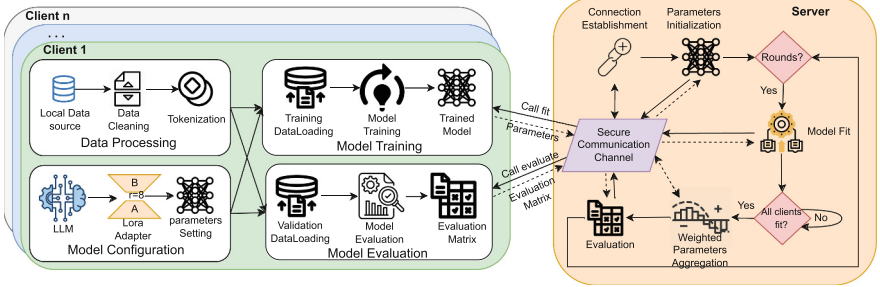 Client n
...
Client 1
Local Data
source
Data
Cleaning
Tokenization
Data Processing
Training
DataLoading
Model
Training
Trained
Model
Model Training
LLM
B
r=8
A
Lora
Adapter
parameters
Setting
Model Configuration
Validation
DataLoading
Model
Evaluation
Evaluation
Matrix
Model Evaluation
Call fit
Parameters
Call evaluate
Evaluation
Matrix
Secure
Communication
Channel
Server
Connection
Establishment
Parameters
Initialization
Rounds?
Yes
Model Fit
All clients
fit?
No
Yes
Weighted
Parameters
Aggregation
Evaluation